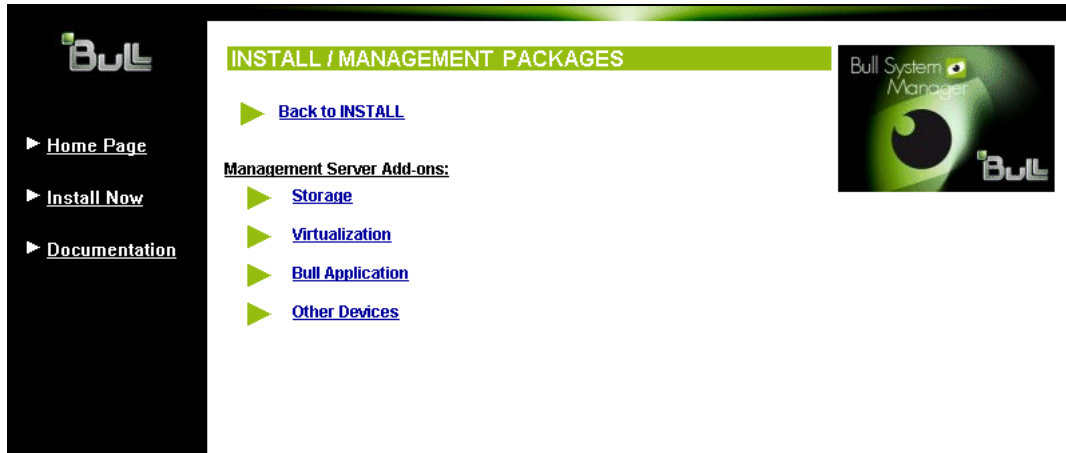 Bull
Home Page
Install Now
Documentation
INSTALL / MANAGEMENT PACKAGES
Back to INSTALL
Management Server Add-ons:
Storage
Virtualization
Bull Application
Other Devices
Bull System
Manager
Bull